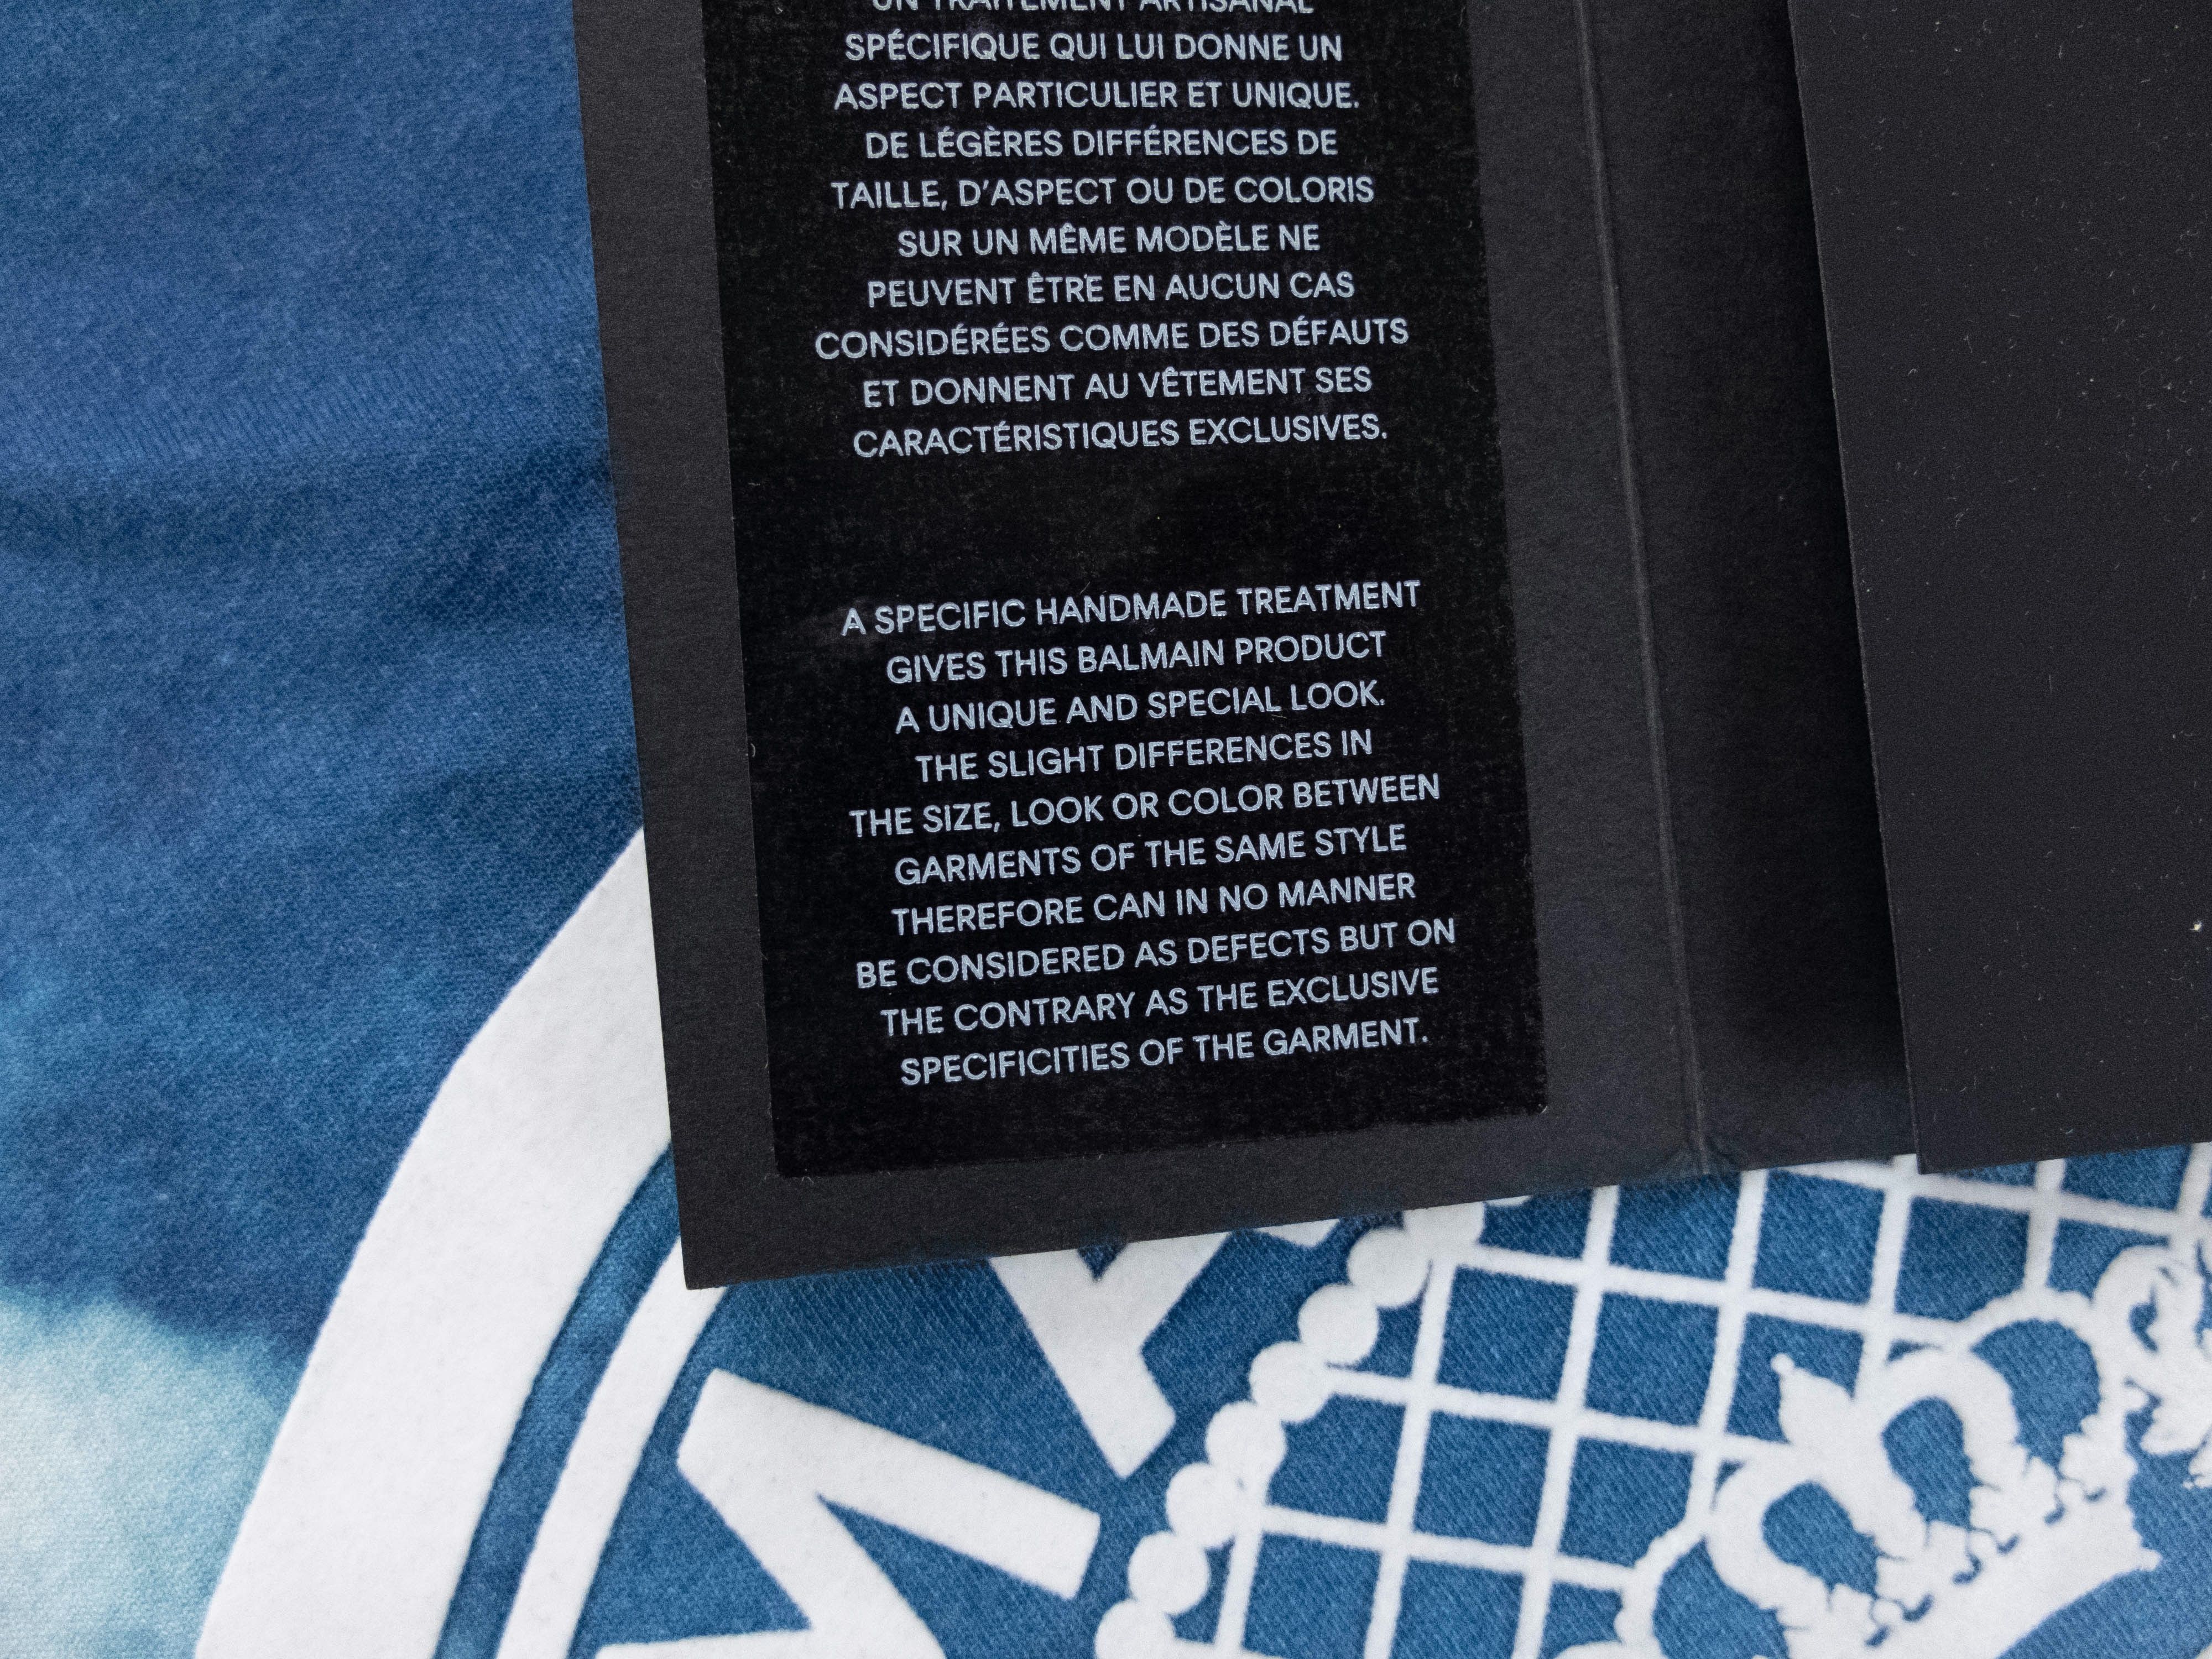 UN TRAITEMENT ARTISANAL
SPÉCIFIQUE QUI LUI DONNE UN
ASPECT PARTICULIER ET UNIQUE.
DE LÉGÈRES DIFFÉRENCES DE
TAILLE, D'ASPECT OU DE COLORIS
SUR UN MÊME MODÈLE NE
PEUVENT ÊTRE EN AUCUN CAS
CONSIDÉRÉES COMME DES DÉFAUTS
ET DONNENT AU VÊTEMENT SES
CARACTÉRISTIQUES EXCLUSIVES.
A SPECIFIC HANDMADE TREATMENT
GIVES THIS BALMAIN PRODUCT
A UNIQUE AND SPECIAL LOOK.
THE SLIGHT DIFFERENCES IN
THE SIZE, LOOK OR COLOR BETWEEN
GARMENTS OF THE SAME STYLE
THEREFORE CAN IN NO MANNER
BE CONSIDERED AS DEFECTS BUT ON
THE CONTRARY AS THE EXCLUSIVE
SPECIFICITIES OF THE GARMENT.